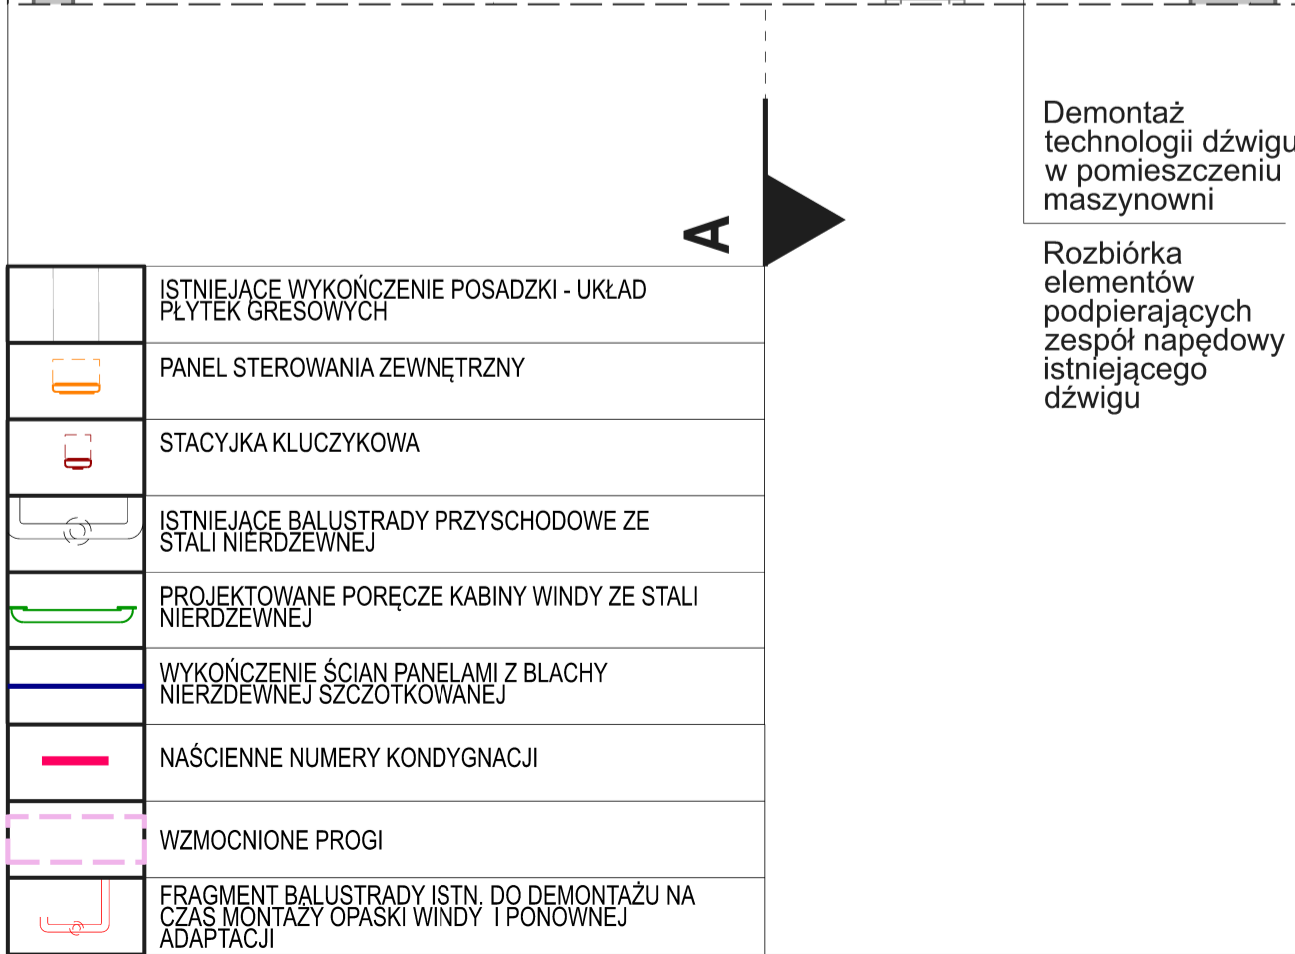 Demontaż
technologii dźwigu
w pomieszczeniu
maszynowni
A
Rozbiórka
elementów
podpierających
zespół napędowy
istniejącego
dźwigu
ISTNIEJĄCE WYKOŃCZENIE POSADZKI - UKŁAD
PŁYTEK GRESOWYCH
PANEL STEROWANIA ZEWNĘTRZNY
STACYJKA KLUCZYKOWA
ISTNIEJĄCE BALUSTRADY PRZYSCHODOWE ZE
STALI NIERDZEWNEJ
PROJEKTOWANE PORĘCZE KABINY WINDY ZE STALI
NIERDZEWNEJ
WYKOŃCZENIE ŚCIAN PANELAMI Z BLACHY
NIERZDEWNEJ SZCZOTKOWANEJ
NAŚCIENNE NUMERY KONDYGNACJI
WZMOCNIONE PROGI
FRAGMENT BALUSTRADY ISTN. DO DEMONTAŻU NA
CZAS MONTAŻY OPASKI WINDY I PONOWNEJ
ADAPTACJI